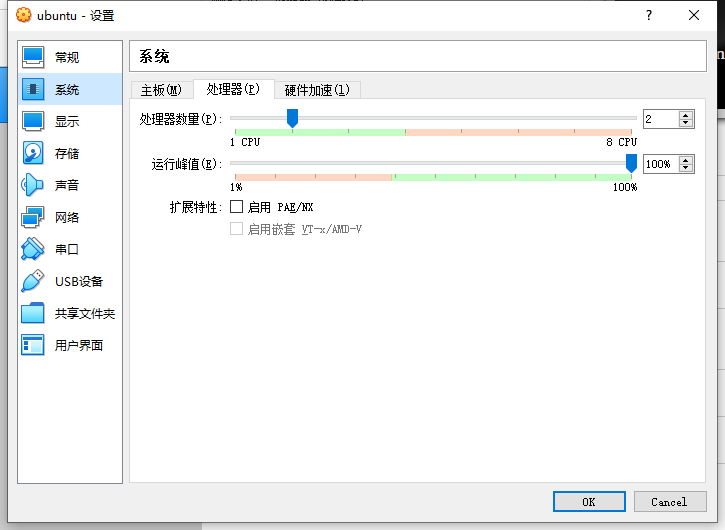 ubuntu - 设置
?
常规
系统
显示
存储
声音
网络
串口
USB设备
共享文件夹
用户界面
系统
主板(M) 处理器(P) 硬件加速(l)
处理器数量(P): 2
1 CPU 8 CPU
运行峰值(E): 100%
1% 100%
扩展特性: 启用 PAE/NX
启用嵌套 VT-x/AMD-V
OK Cancel